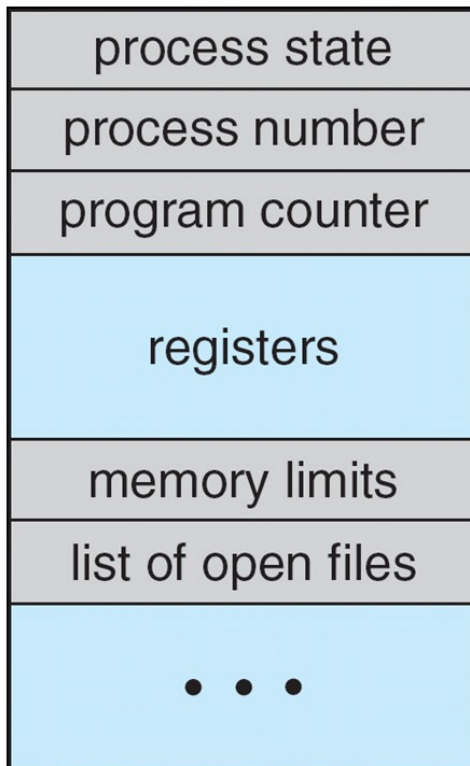 process state
process number
program counter
registers
memory limits
list of open files
• • •